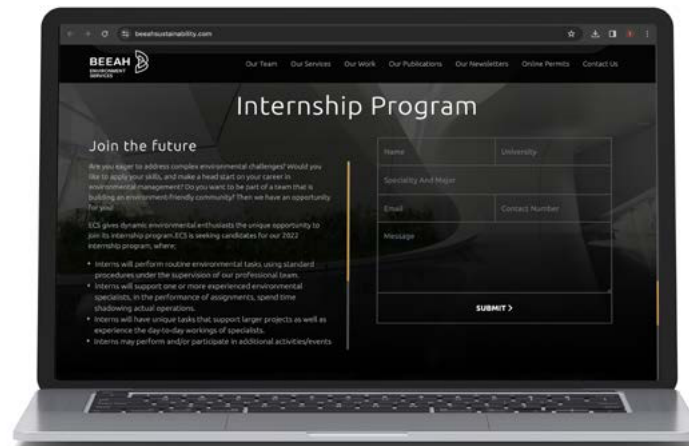 beeahsustainability.com
BEEAH
ENVIRONMENT
SERVICES
Our Team Our Services Our Work Our Publications Our Newsletters Online Permits Contact Us
Internship Program
Join the future
Are you eager to address complex environmental challenges? Would you
like to apply your skills, and make a head start on your career in
environmental management? Do you want to be part of a team that is
building an environment-friendly community? Then we have an opportunity
for you!
ECS gives dynamic environmental enthusiasts the unique opportunity to
join its internship program.ECS is seeking candidates for our 2022
internship program, where;
• Interns will perform routine environmental tasks using standard
procedures under the supervision of our professional team.
• Interns will support one or more experienced environmental
specialists, in the performance of assignments, spend time
shadowing actual operations.
• Interns will have unique tasks that support larger projects as well as
experience the day-to-day workings of specialists.
• Interns may perform and/or participate in additional activities/events
Name University
Speciality And Major
Email Contact Number
Message
SUBMIT >